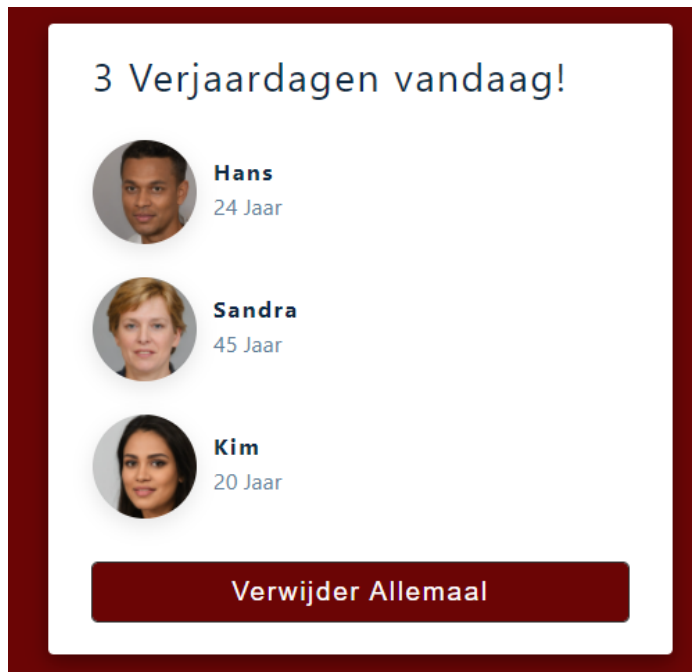 3 Verjaardagen vandaag!
Hans
24 Jaar
Sandra
45 Jaar
Kim
20 Jaar
Verwijder Allemaal